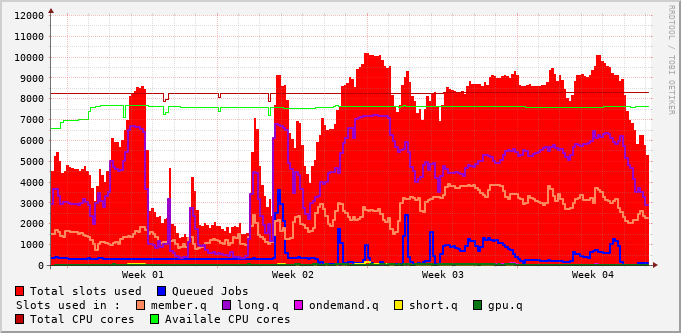 12000
11000
10000
9000
8000
7000
6000
5000
4000
3000
2000
1000
0
Week 01 Week 02 Week 03 Week 04
RRDTOOL / TOBI OETIKER
Total slots used Queued Jobs
Slots used in : member.q long.q ondemand.q short.q gpu.q
Total CPU cores Availale CPU cores